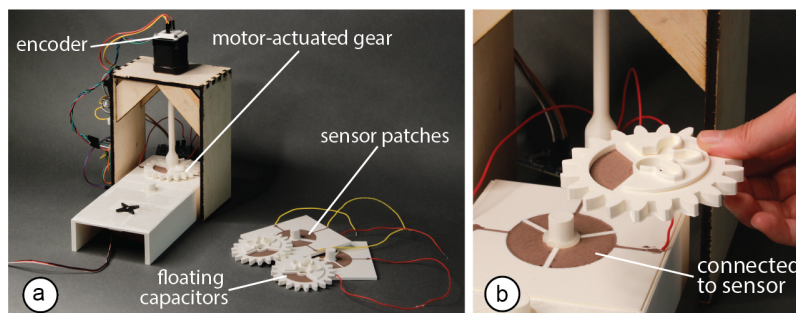 encoder
motor-actuated gear
sensor patches
floating
capacitors
a
b
connected
to sensor